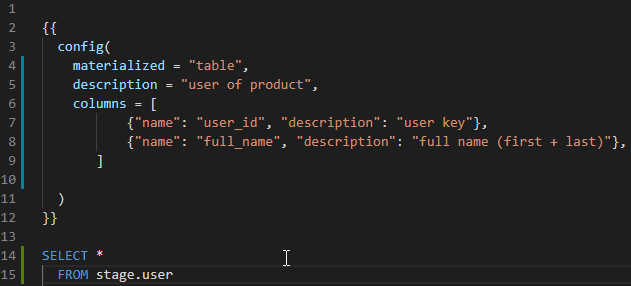 1
2 {{
3 config(
4 materialized = "table",
5 description = "user of product",
6 columns = [
7 {"name": "user_id", "description": "user key"},
8 {"name": "full_name", "description": "full name (first + last)"},
9 ]
10
11 )
12 }}
13
14 SELECT *
15 FROM stage.user